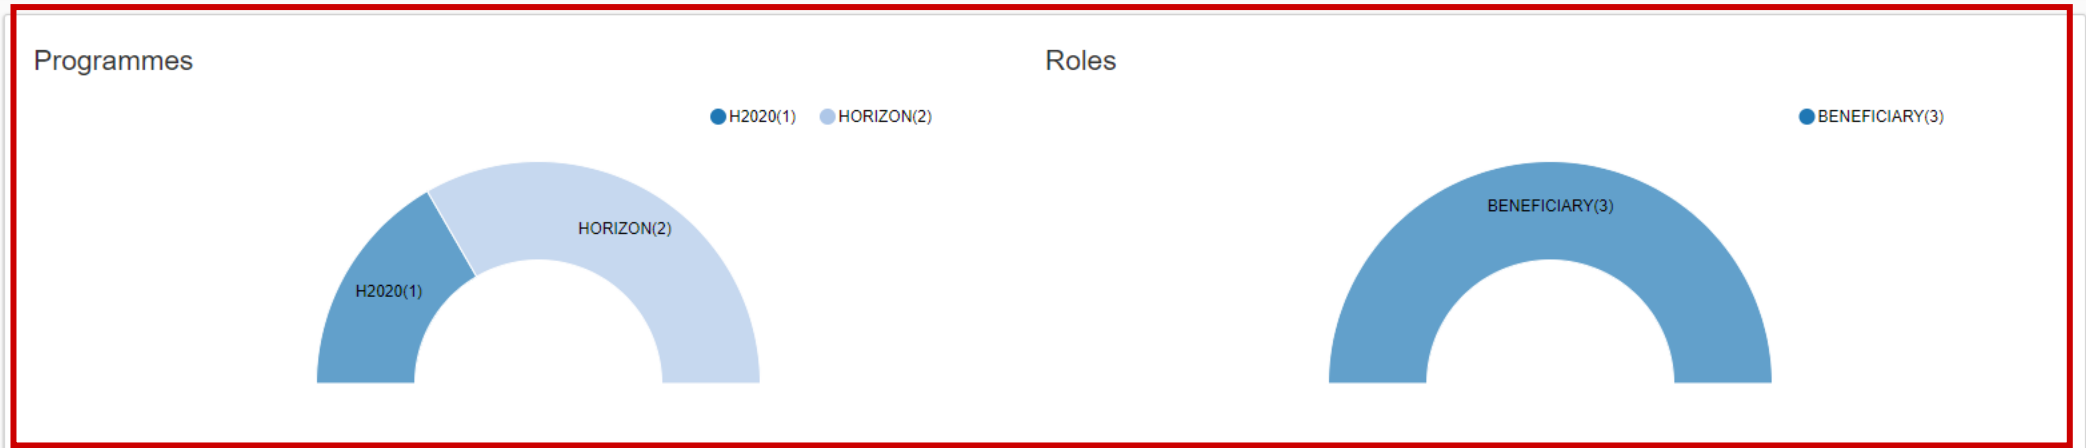 Programmes
H2020(1) HORIZON(2)
HORIZON(2)
H2020(1)
Roles
BENEFICIARY(3)
BENEFICIARY(3)